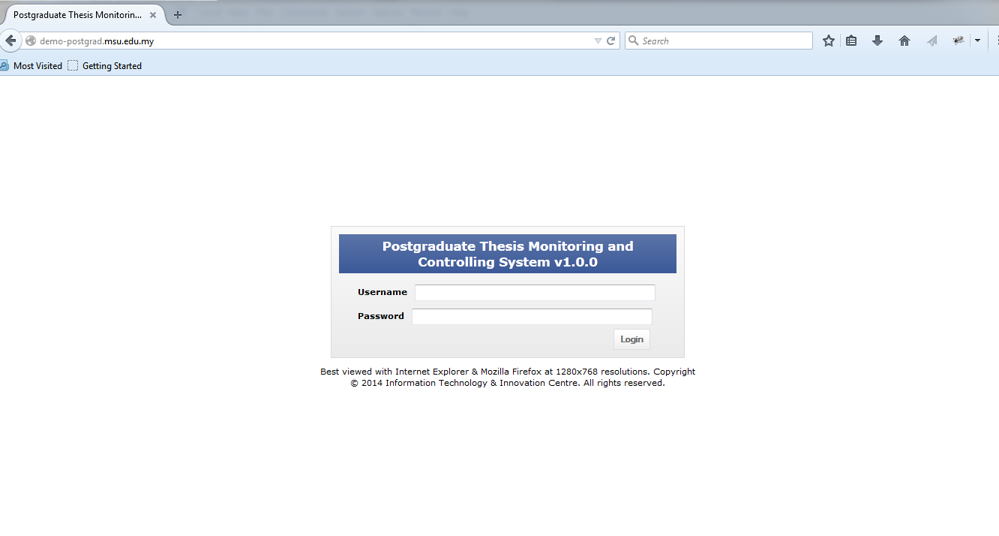 Postgraduate Thesis Monitorin...
demo-postgrad.msu.edu.my
Search
Most Visited
Getting Started
Postgraduate Thesis Monitoring and
Controlling System v1.0.0
Username
Password
Login
Best viewed with Internet Explorer & Mozilla Firefox at 1280x768 resolutions. Copyright
© 2014 Information Technology & Innovation Centre. All rights reserved.